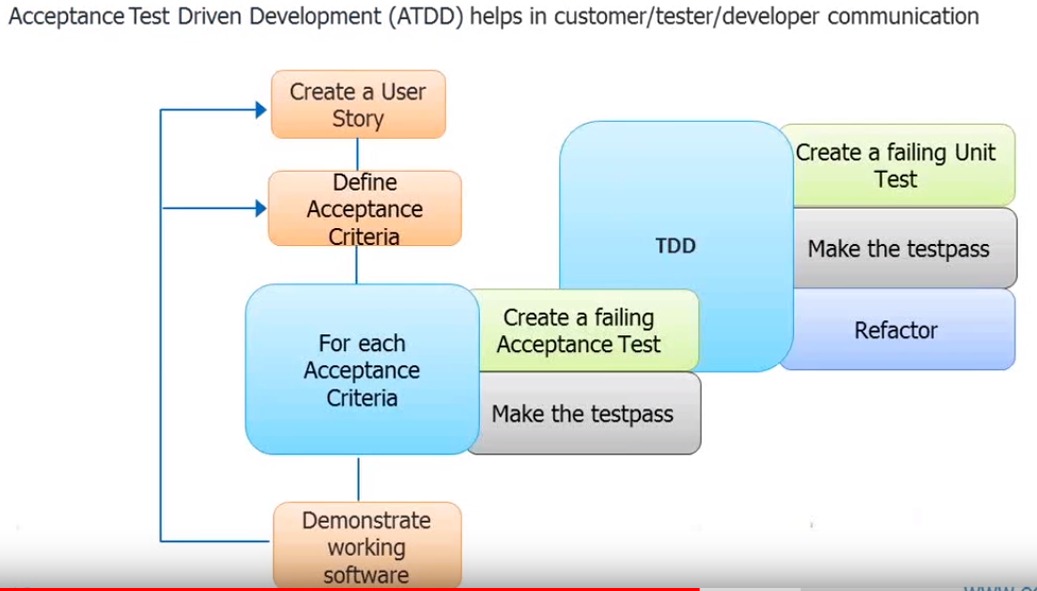 Acceptance Test Driven Development (ATDD) helps in customer/tester/developer communication
Create a User
Story
Define
Acceptance
Criteria
For each
Acceptance
Criteria
Create a failing
Acceptance Test
Make the testpass
TDD
Create a failing Unit
Test
Make the testpass
Refactor
Demonstrate
working
software